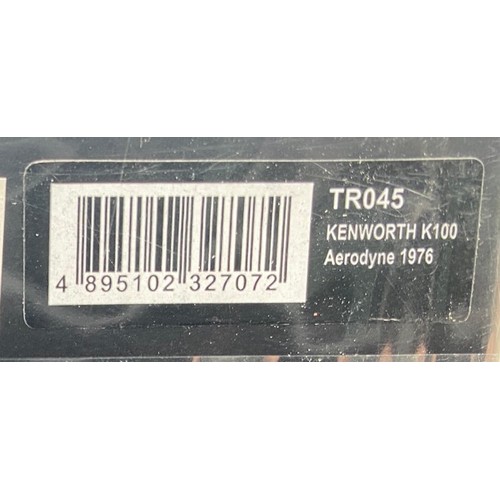 TR045
KENWORTH K100
Aerodyne 1976
4 895102 327072